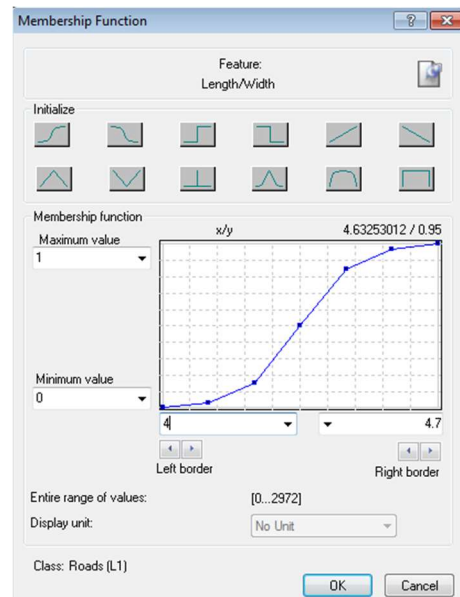 Membership Function
Feature:
Length/Width
Initialize
Membership function
Maximum value
x/y
4.63253012 / 0.95
1
Minimum value
0
4
4.7
Left border
Right border
Entire range of values:
[0...2972]
Display unit:
No Unit
Class: Roads (L1)
OK
Cancel